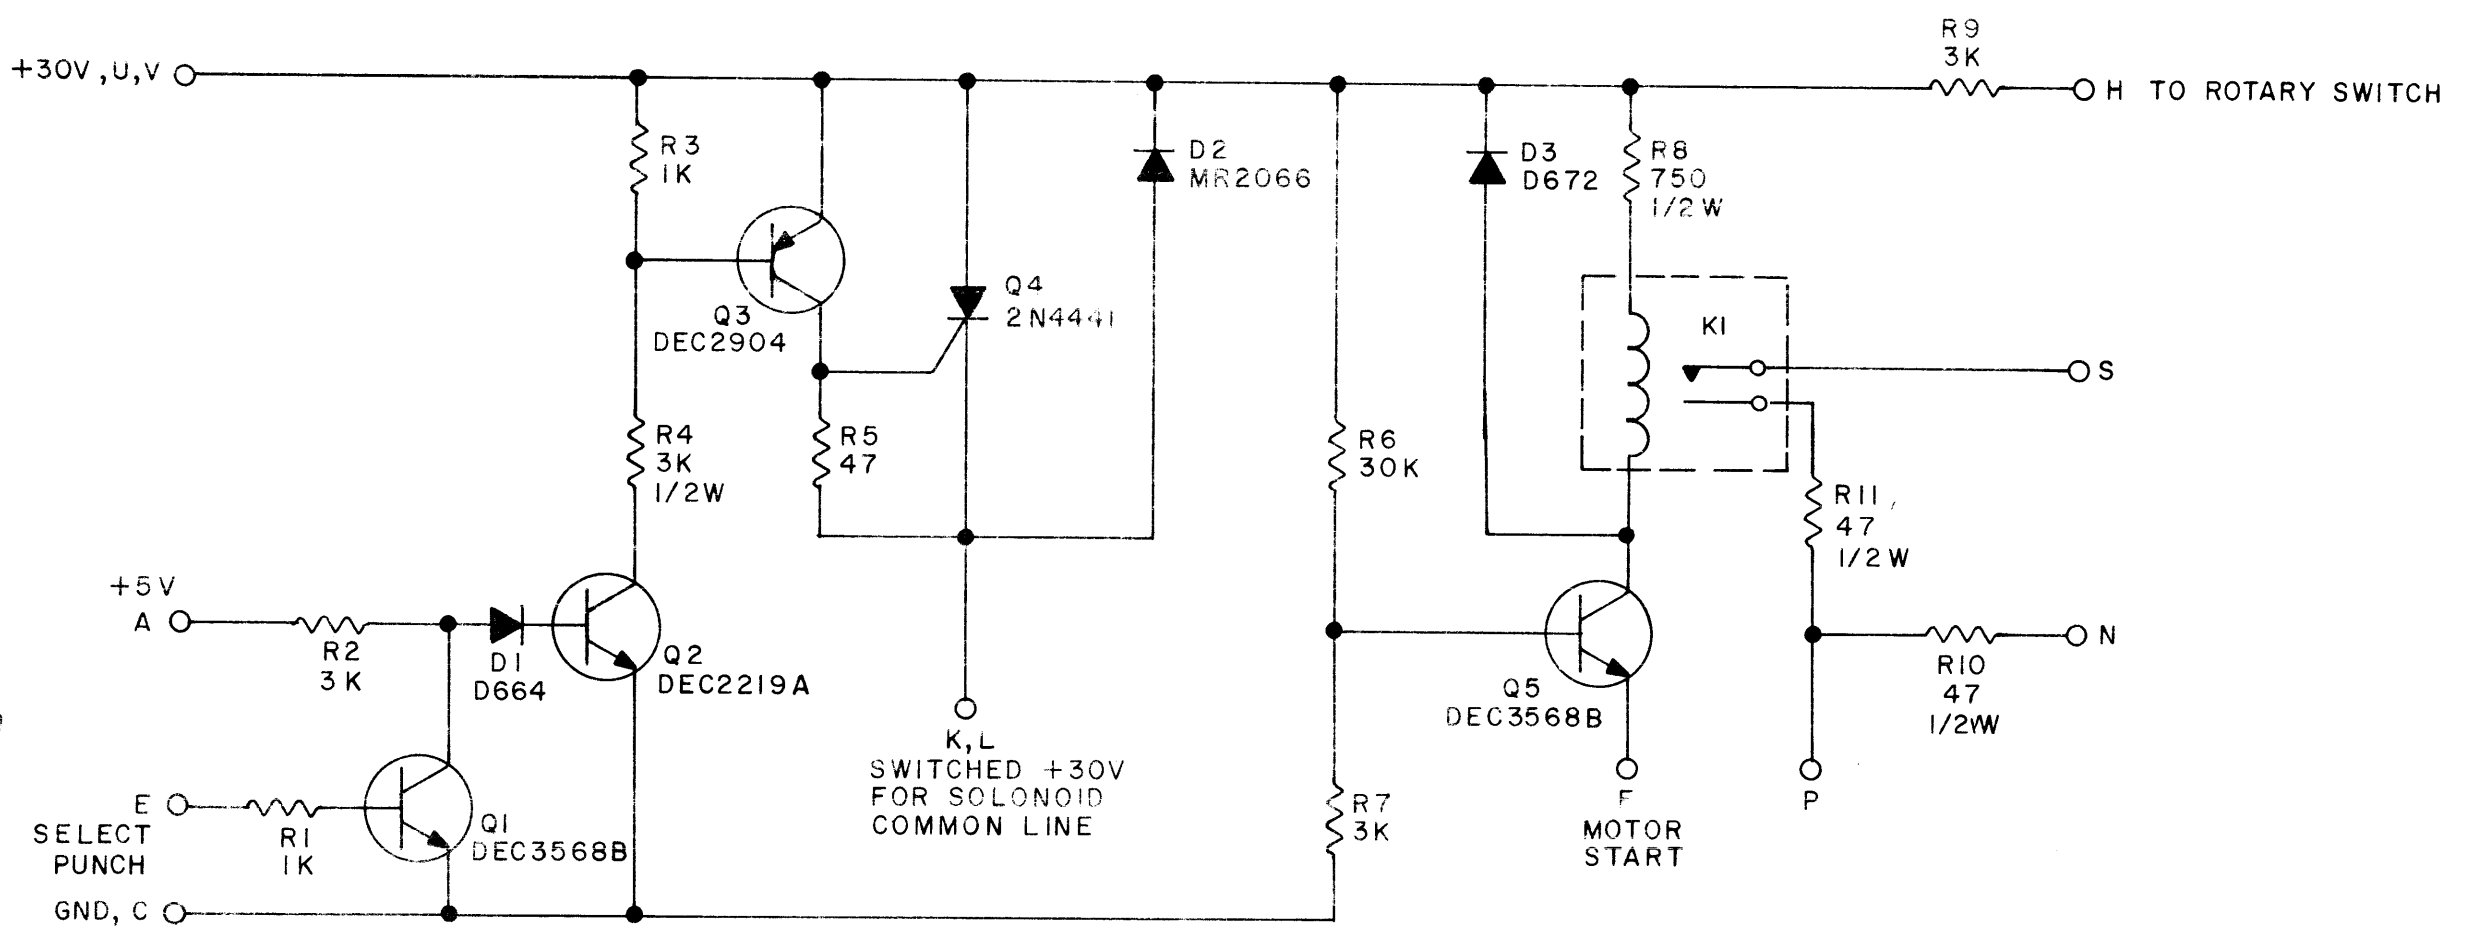 R9
3K
+30V,U,V
H TO ROTARY SWITCH
R3
1K
D2
MR2066
D3
D672
R8
750
1/2W
Q3
DEC2904
Q4
2N4441
K1
S
R4
3K
1/2W
R5
47
R6
30K
R11
47
1/2W
+5V
A
R2
3K
D1
D664
Q2
DEC2219A
N
R10
47
1/2W
Q5
DEC3568B
K,L
SWITCHED +30V
FOR SOLONOID
COMMON LINE
E
SELECT
PUNCH
R1
1K
Q1
DEC3568B
R7
3K
F
MOTOR
START
P
GND, C